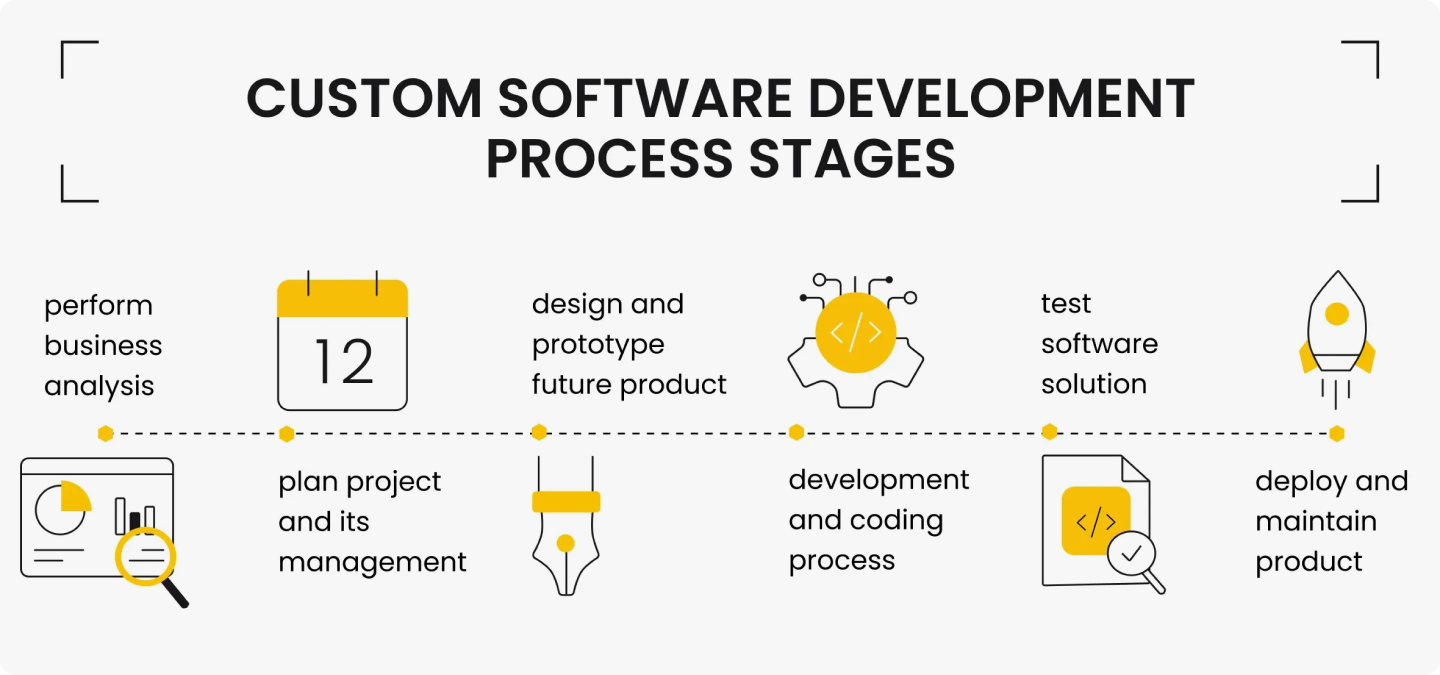 CUSTOM SOFTWARE DEVELOPMENT
PROCESS STAGES
perform
business
analysis
12
plan project
and its
management
design and
prototype
future product
</>
development
and coding
process
test
software
solution
</>
deploy and
maintain
product